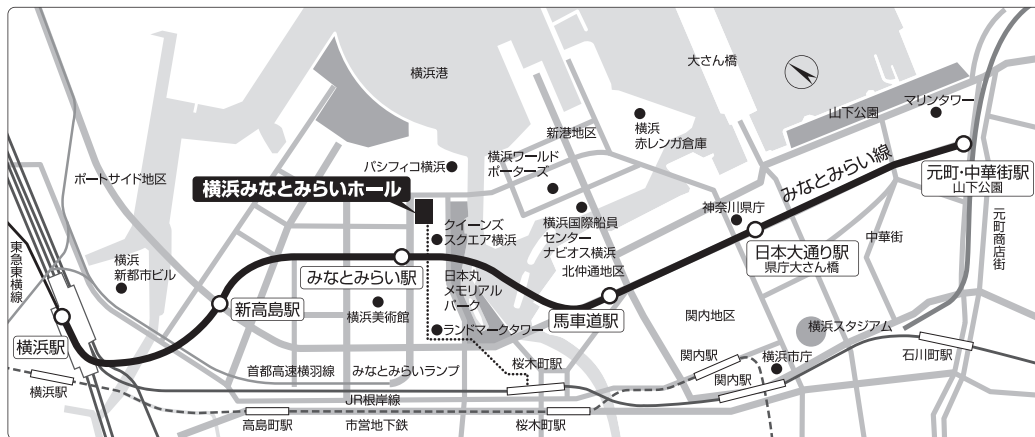 横浜港
大さん橋
マリンタワー
山下公園
新港地区
横浜
赤レンガ倉庫
みなとみらい線
元町・中華街駅
山下公園
パシフィコ横浜
横浜ワールド
ポーターズ
ポートサイド地区
横浜みなとみらいホール
神奈川県庁
クイーンズ
スクエア横浜
横浜国際船員
センター
ナビオス横浜
元町商店街
中華街
東急東横線
横浜
新都市ビル
日本大通り駅
県庁大さん橋
北仲通地区
みなとみらい駅
日本丸
メモリアル
パーク
新高島駅
横浜美術館
馬車道駅
関内地区
横浜スタジアム
横浜駅
ランドマークタワー
首都高速横羽線
みなとみらいランプ
桜木町駅
関内駅
横浜市庁
石川町駅
関内駅
横浜駅
JR根岸線
高島町駅
市営地下鉄
桜木町駅